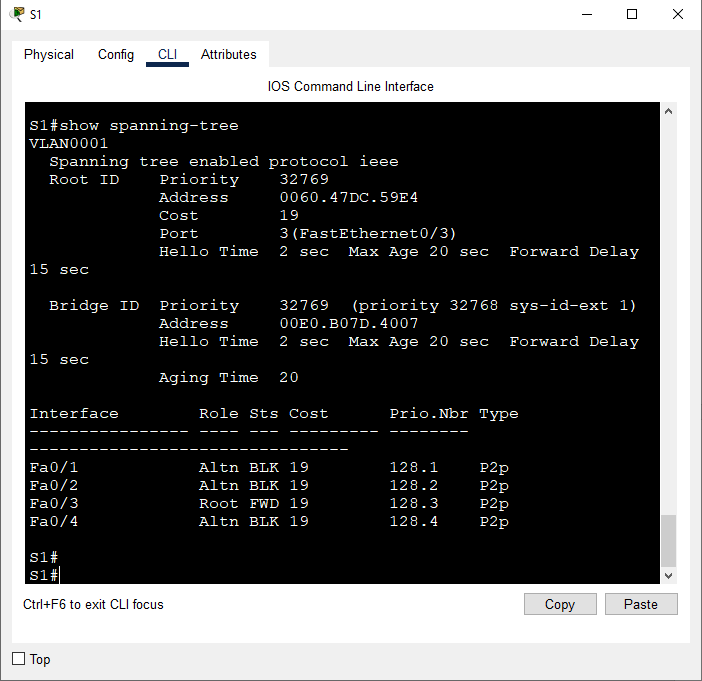 S1
Physical Config CLI Attributes
IOS Command Line Interface
S1#show spanning-tree
VLAN0001
  Spanning tree enabled protocol ieee
  Root ID    Priority    32769
             Address     0060.47DC.59E4
             Cost        19
             Port        3(FastEthernet0/3)
             Hello Time  2 sec  Max Age 20 sec  Forward Delay
15 sec
  Bridge ID  Priority    32769  (priority 32768 sys-id-ext 1)
             Address     00E0.B07D.4007
             Hello Time  2 sec  Max Age 20 sec  Forward Delay
15 sec
             Aging Time  20
Interface        Role Sts Cost      Prio.Nbr Type
---------------- ---- --- --------- --------
--------------------------------
Fa0/1            Altn BLK 19        128.1    P2p
Fa0/2            Altn BLK 19        128.2    P2p
Fa0/3            Root FWD 19        128.3    P2p
Fa0/4            Altn BLK 19        128.4    P2p
S1#
S1#
Ctrl+F6 to exit CLI focus
Copy Paste
Top